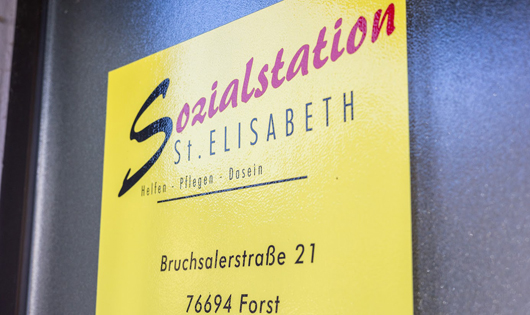 Sozialstation
St. ELISABETH
Helfen - Pflegen - Dasein
Bruchsalerstraße 21
76694 Forst